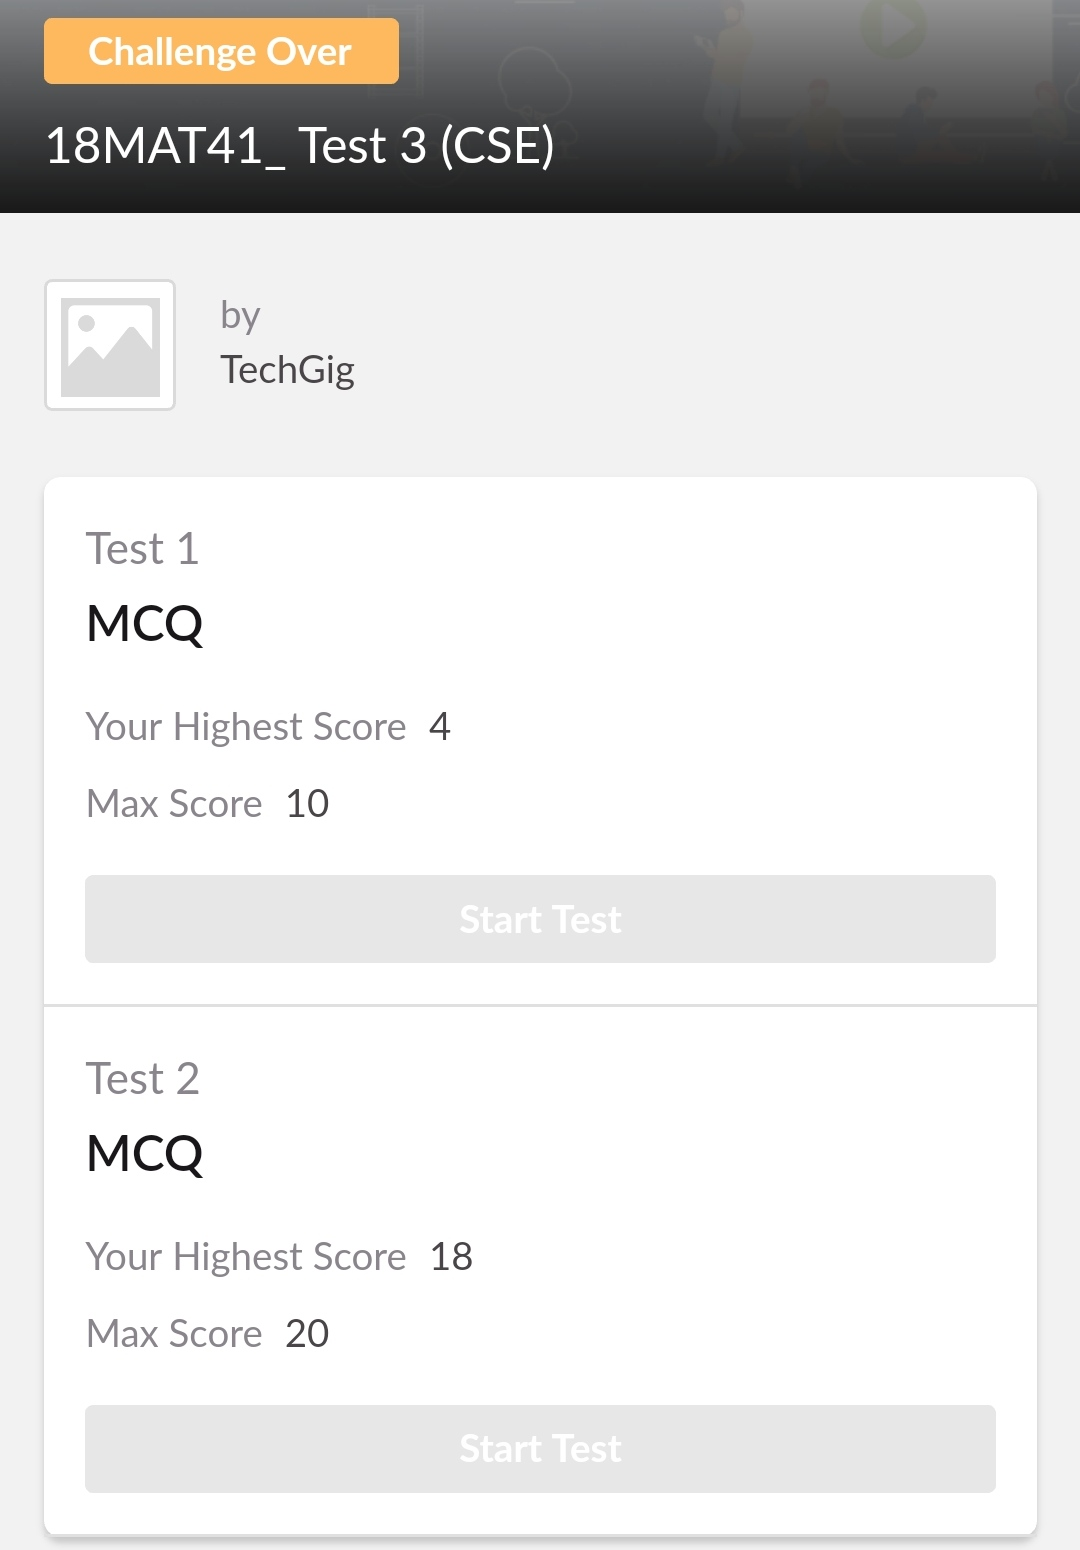 Challenge Over
18MAT41_ Test 3 (CSE)
by
TechGig
Test 1
MCQ
Your Highest Score 4
Max Score 10
Start Test
Test 2
MCQ
Your Highest Score 18
Max Score 20
Start Test